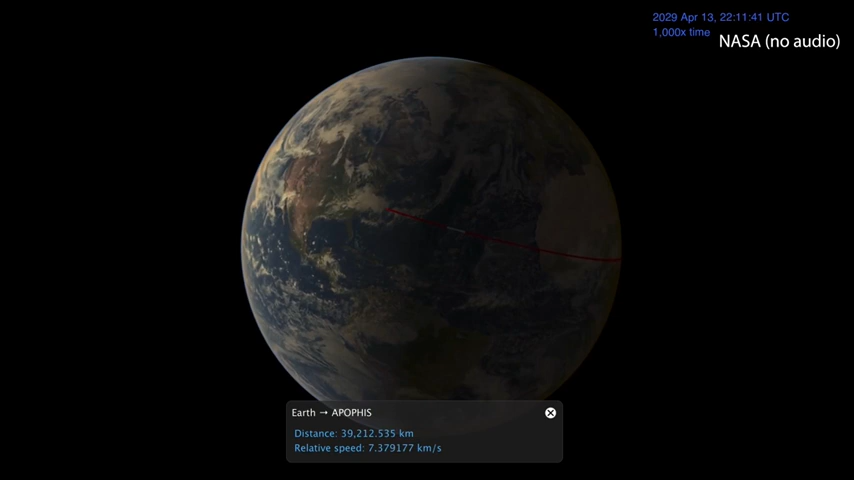 2029 Apr 13, 22:11:41 UTC
1,000x time
NASA (no audio)
Earth → APOPHIS
Distance: 39,212.535 km
Relative speed: 7.379177 km/s